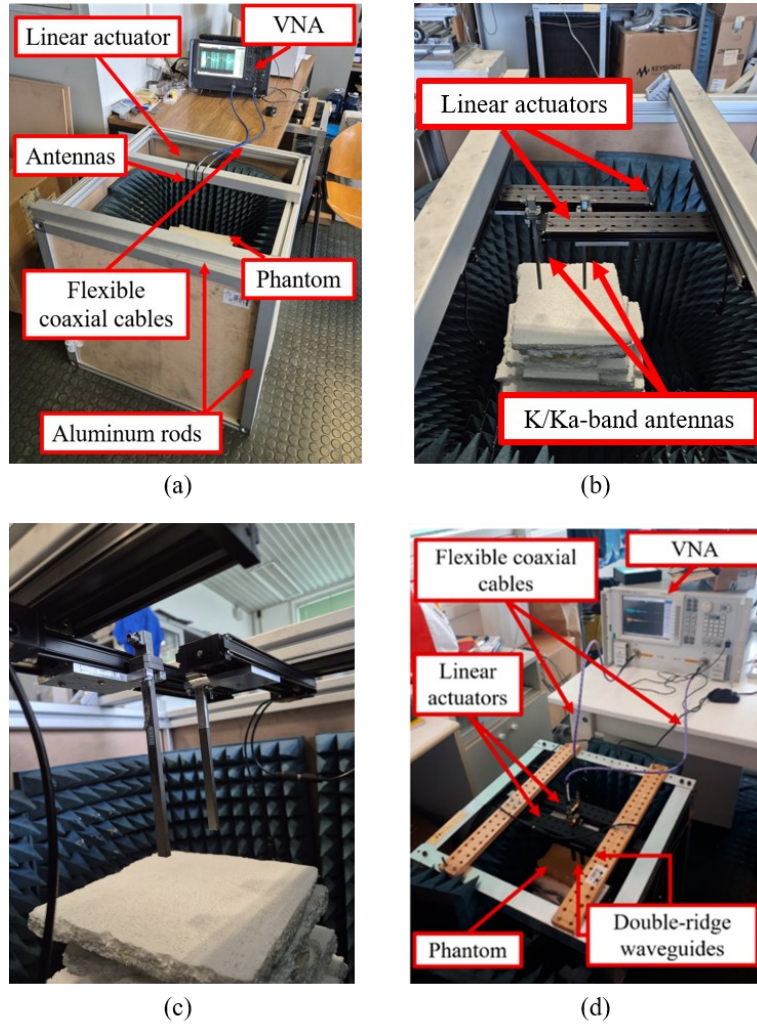 Linear actuator
VNA
Antennas
Phantom
Flexible
coaxial cables
Aluminum rods
(a)
KEYSIGHT
Linear actuators
K/Ka-band antennas
(b)
(c)
Flexible coaxial
cables
VNA
Linear
actuators
Phantom
Double-ridge
waveguides
(d)